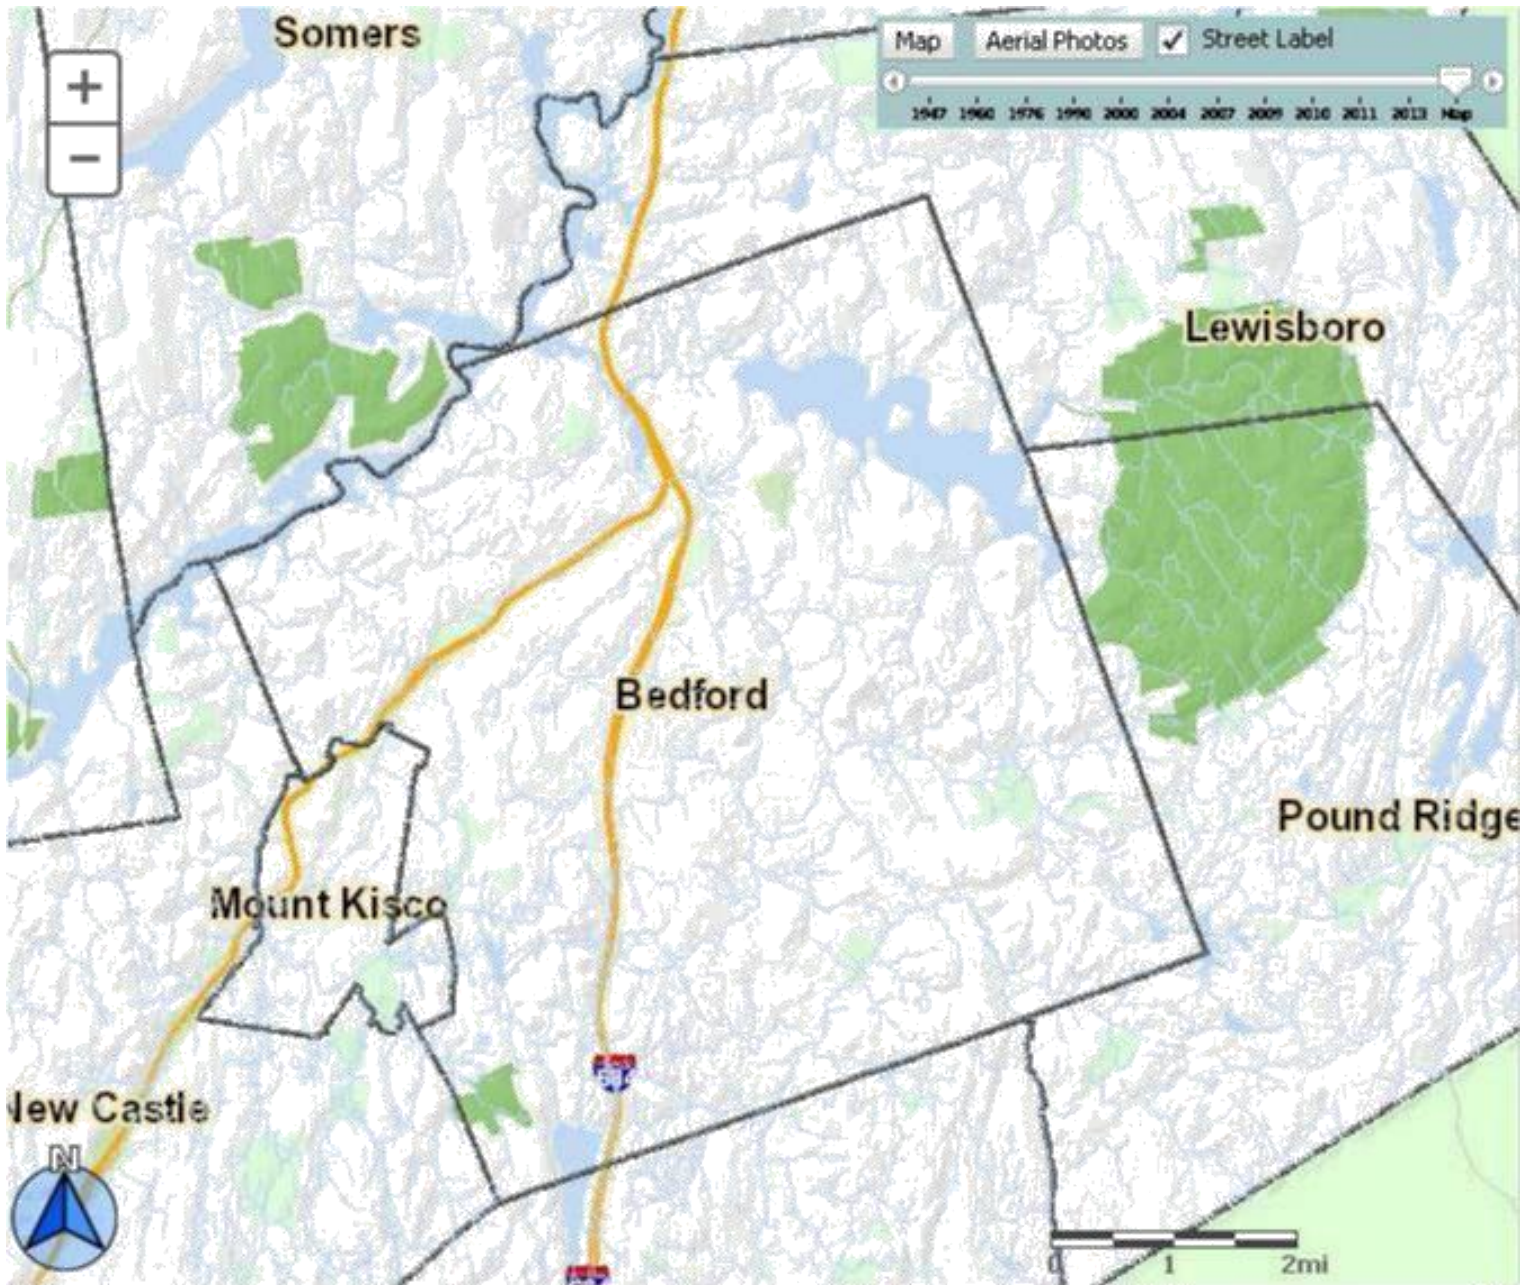 Somers
Map Aerial Photos Street Label
1947 1960 1976 1990 2000 2004 2007 2009 2010 2011 2013 Map
+
−
Lewisboro
Bedford
Pound Ridge
Mount Kisco
New Castle
N
0 1 2mi